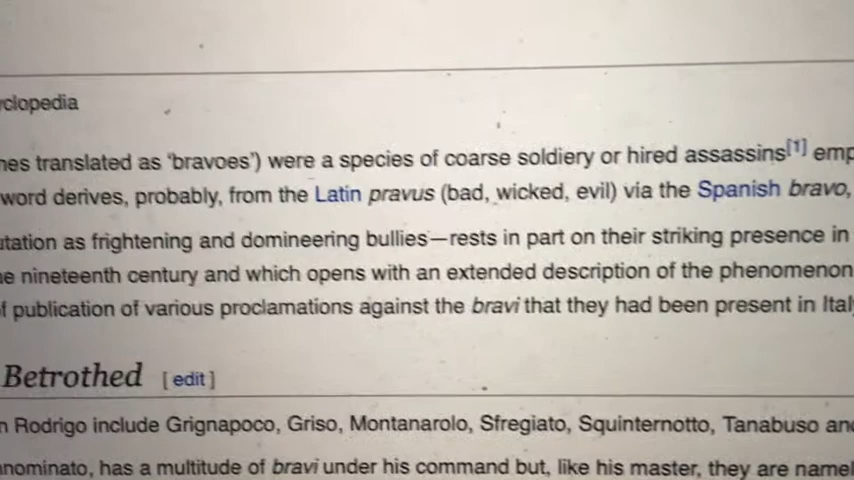 clopedia
nes translated as 'bravoes') were a species of coarse soldiery or hired assassins[1] emp
word derives, probably, from the Latin pravus (bad, wicked, evil) via the Spanish bravo,
utation as frightening and domineering bullies—rests in part on their striking presence in
e nineteenth century and which opens with an extended description of the phenomenon
f publication of various proclamations against the bravi that they had been present in Italy
Betrothed [ edit ]
n Rodrigo include Grignapoco, Griso, Montanarolo, Sfregiato, Squinternotto, Tanabuso and
nnominato, has a multitude of bravi under his command but, like his master, they are namel